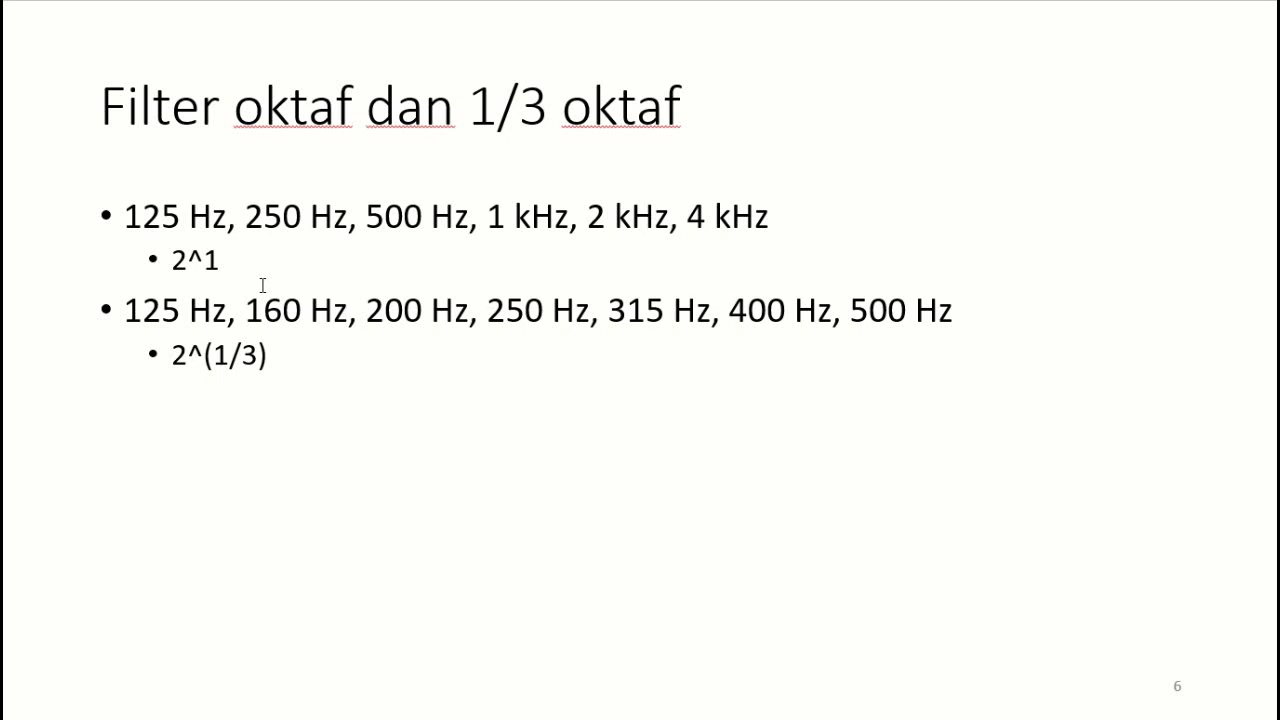 Filter oktaf dan 1/3 oktaf
• 125 Hz, 250 Hz, 500 Hz, 1 kHz, 2 kHz, 4 kHz
• 2^1
• 125 Hz, 160 Hz, 200 Hz, 250 Hz, 315 Hz, 400 Hz, 500 Hz
• 2^(1/3)
6